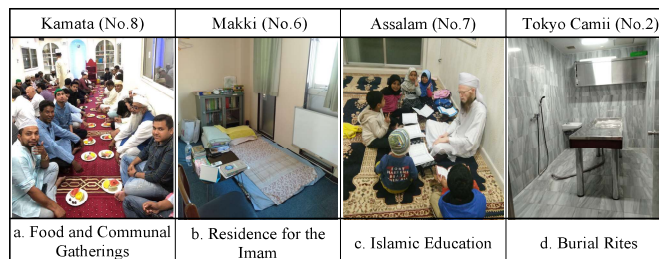 Kamata (No.8)
Makki (No.6)
Assalam (No.7)
Tokyo Camii (No.2)
a. Food and Communal
Gatherings
b. Residence for the
Imam
c. Islamic Education
d. Burial Rites